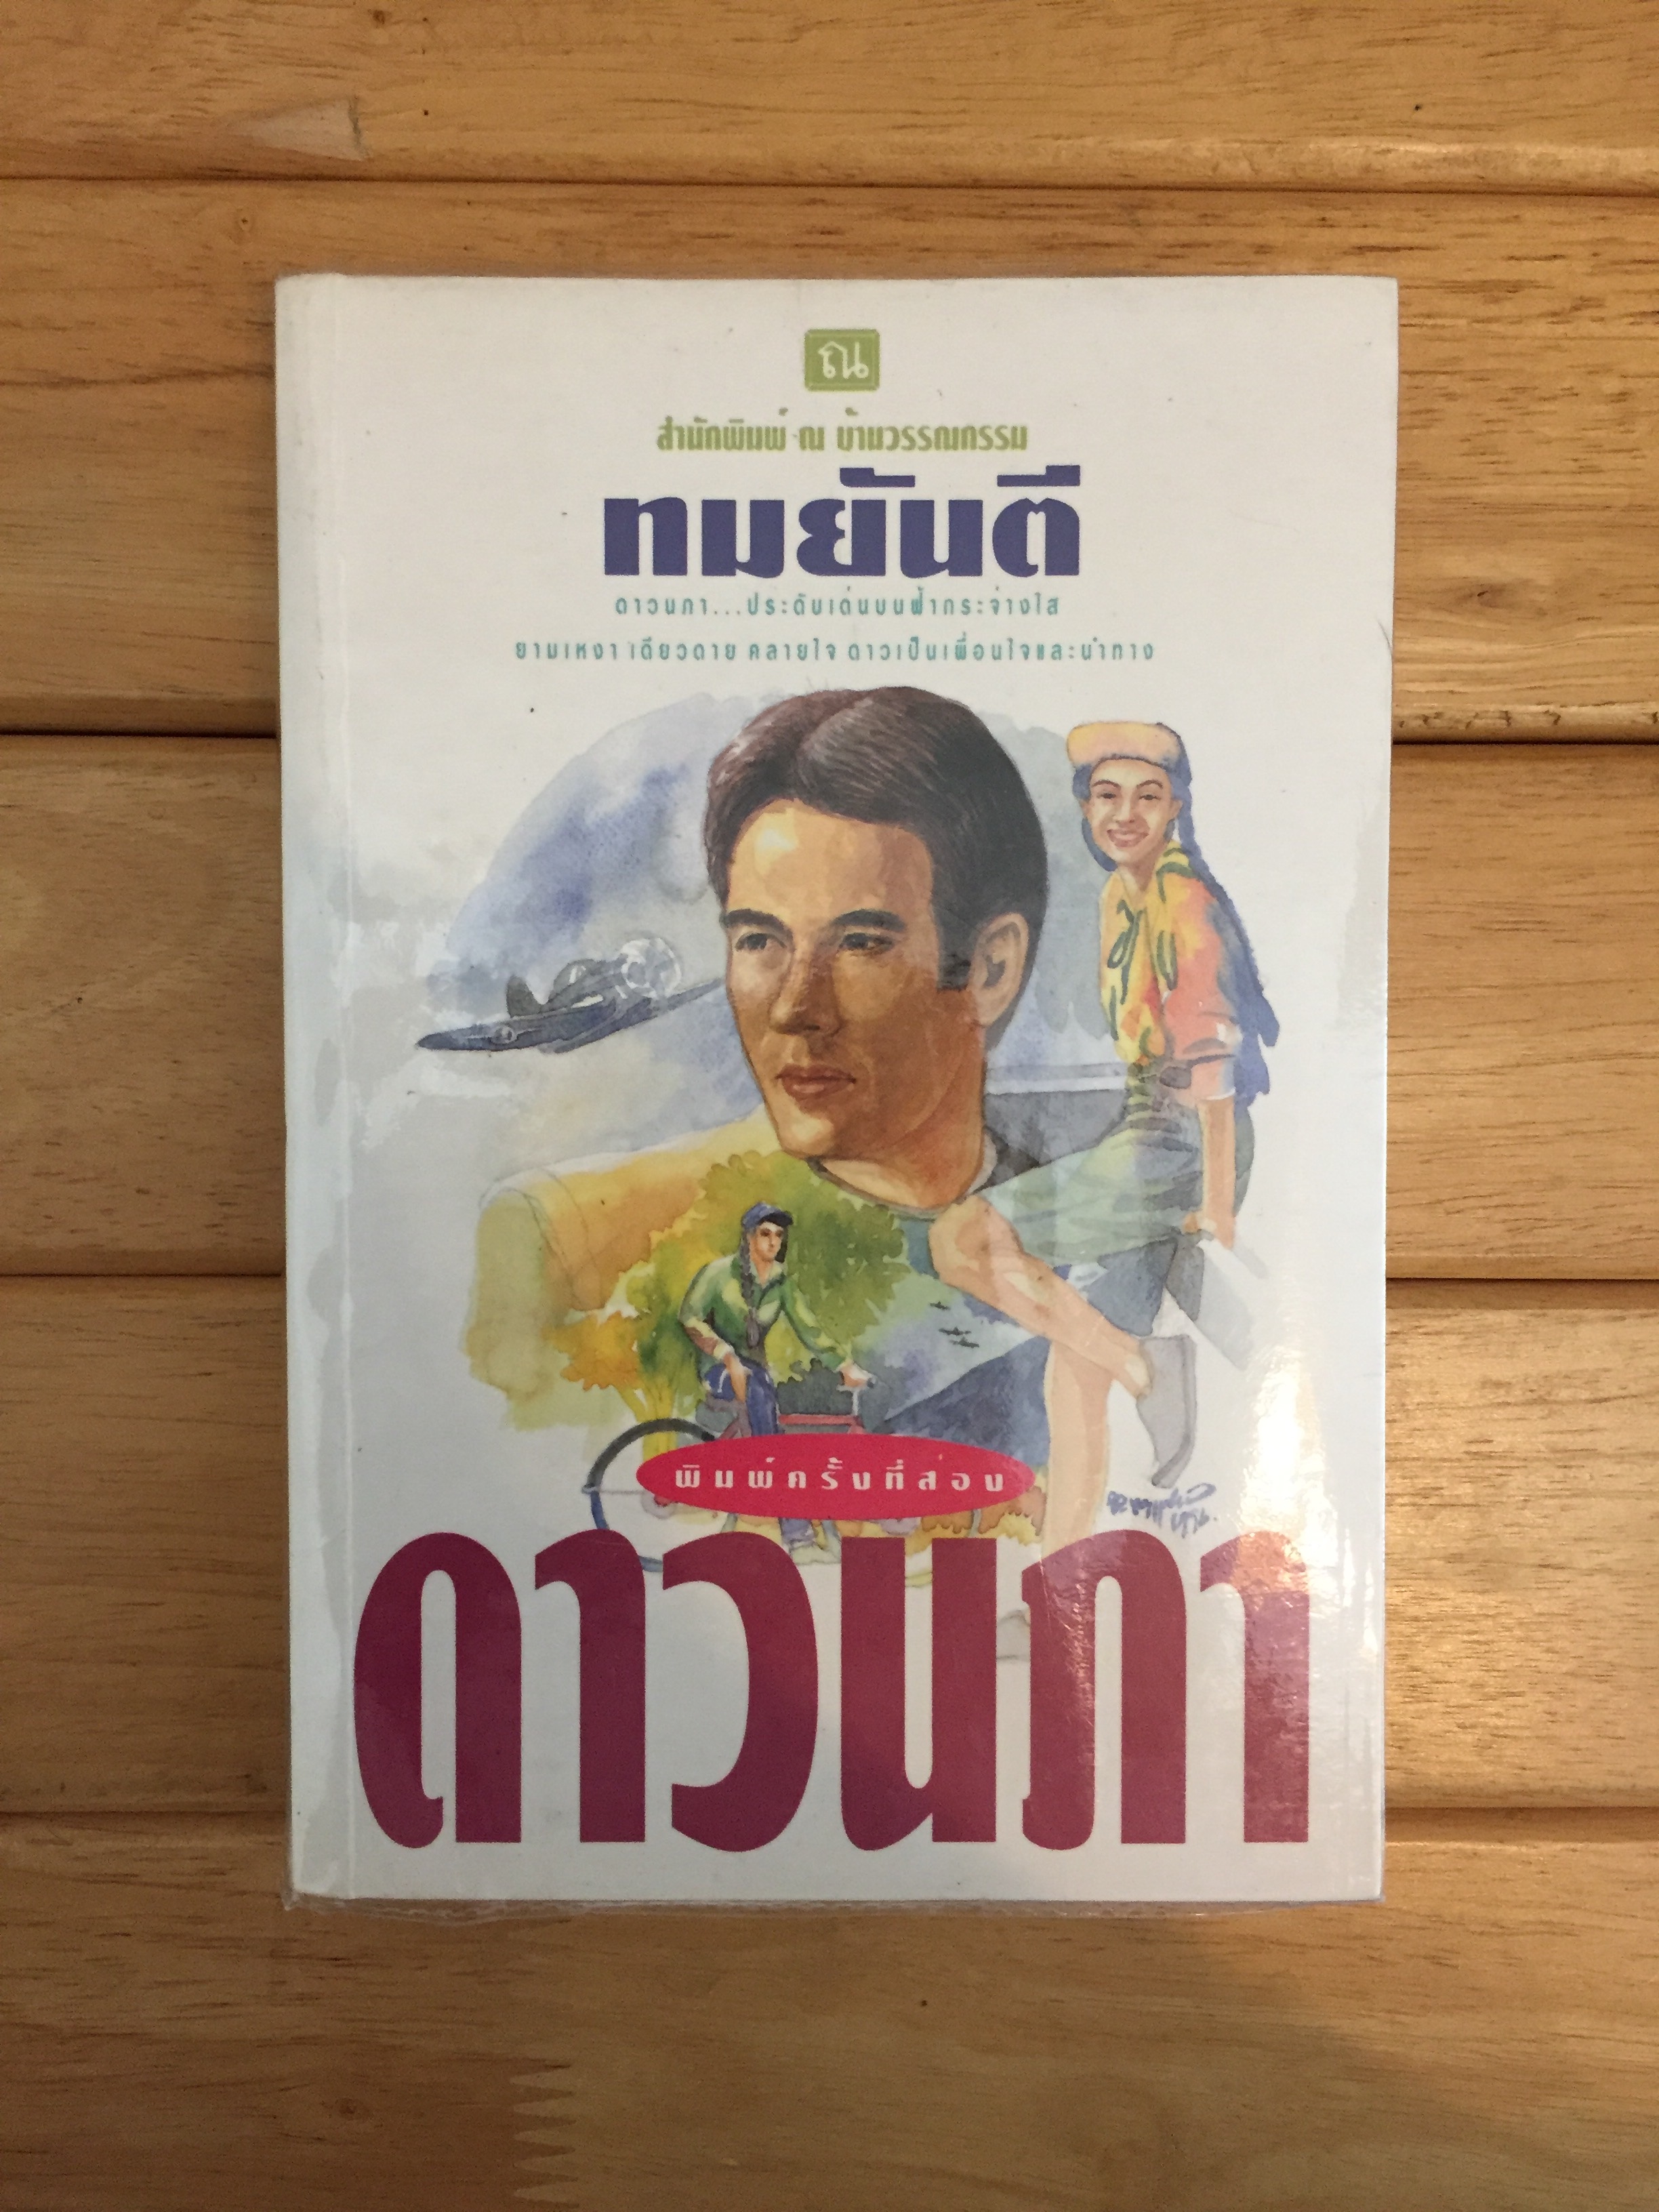 ณ
สำนักพิมพ์ ณ บ้านวรรณกรรม
ทมยันตี
ดาวนภา...ประดับเด่นบนฟ้ากระจ่างใส
ยามเหงา เดียวดาย คลายใจ ดาวเป็นเพื่อนใจและนำทาง
พิมพ์ครั้งที่สอง
ดาวนภา